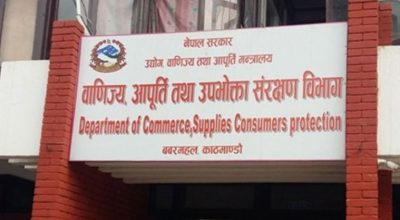 नेपाल सरकार
उद्योग, वाणिज्य तथा आपूर्ति मन्त्रालय
वाणिज्य, आपूर्ति तथा उपभोक्ता संरक्षण विभाग
Department of Commerce,Supplies Consumers protection
बबरमहल, काठमाण्डौ